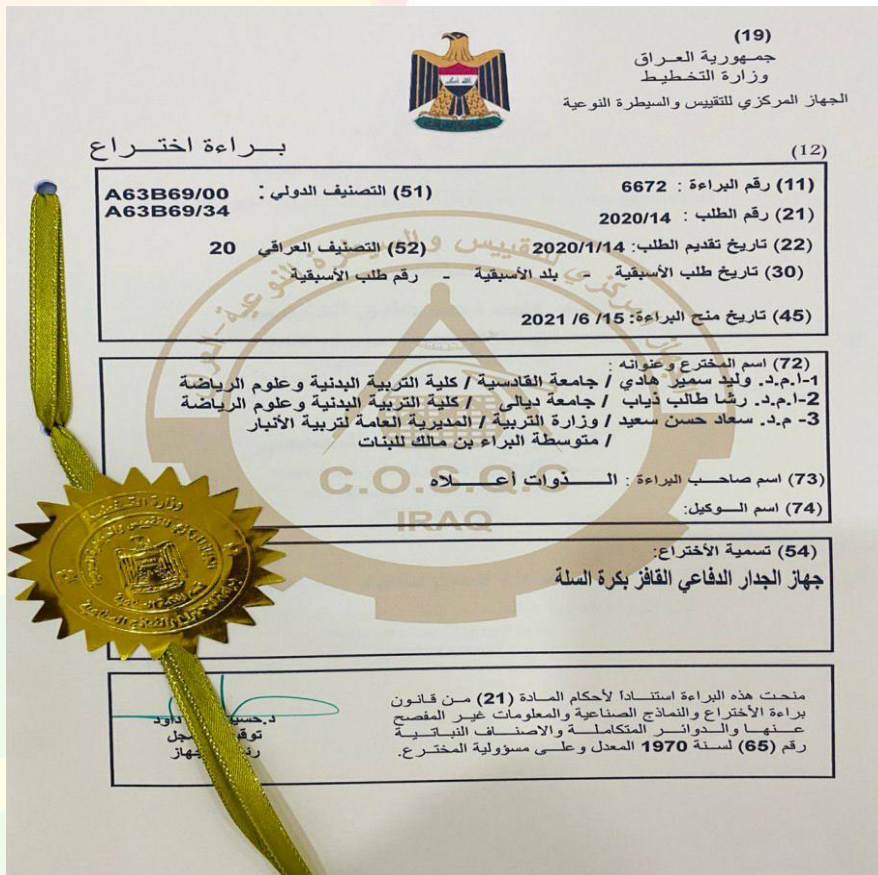 (19)
جمهورية العراق
وزارة التخطيط
الجهاز المركزي للتقييس والسيطرة النوعية
(12)
براءة اختراع
(11) رقم البراءة : 6672
(51) التصنيف الدولي : A63B69/00
A63B69/34
(21) رقم الطلب : 2020/14
(22) تاريخ تقديم الطلب: 2020/1/14
(52) التصنيف العراقي 20
(30) تاريخ طلب الأسبقية - بلد الأسبقية - رقم طلب الأسبقية
(45) تاريخ منح البراءة: 15/ 6/ 2021
(72) اسم المخترع وعنوانه :
1-ا.م.د. وليد سمير هادي / جامعة القادسية / كلية التربية البدنية وعلوم الرياضة
2-ا.م.د. رشا طالب ذياب / جامعة ديالى / كلية التربية البدنية وعلوم الرياضة
3- م.د. سعاد حسن سعيد / وزارة التربية / المديرية العامة لتربية الأنبار
/ متوسطة البراء بن مالك للبنات
(73) اسم صاحب البراءة : الذوات أعلاه
(74) اسم الوكيل:
C.O.S.Q.C
IRAQ
(54) تسمية الأختراع:
جهاز الجدار الدفاعي القافز بكرة السلة
منحت هذه البراءة استناداً لأحكام المادة (21) من قانون
براءة الأختراع والنماذج الصناعية والمعلومات غير المفصح
عنها والدوائر المتكاملة والاصناف النباتية
رقم (65) لسنة 1970 المعدل وعلى مسؤولية المخترع.
داود